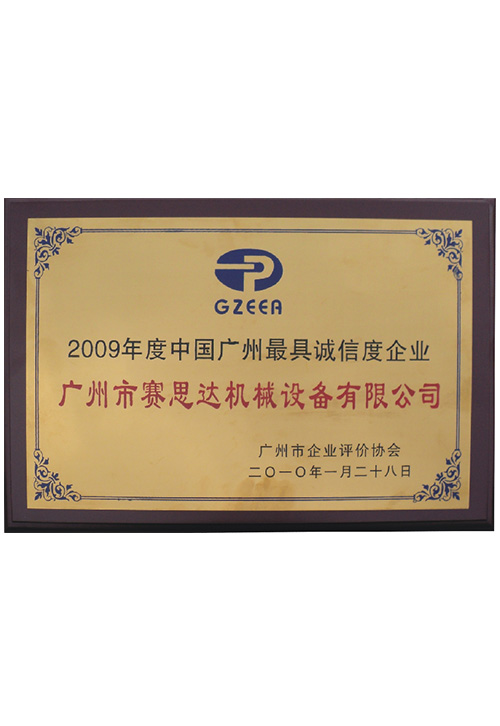 GZEEA
2009年度中国广州最具诚信度企业
广州市赛思达机械设备有限公司
广州市企业评价协会
二〇一〇年一月二十八日